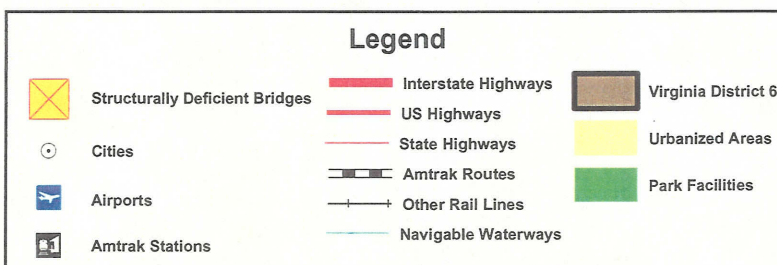 Legend
Structurally Deficient Bridges
Cities
Airports
Amtrak Stations
Interstate Highways
US Highways
State Highways
Amtrak Routes
Other Rail Lines
Navigable Waterways
Virginia District 6
Urbanized Areas
Park Facilities